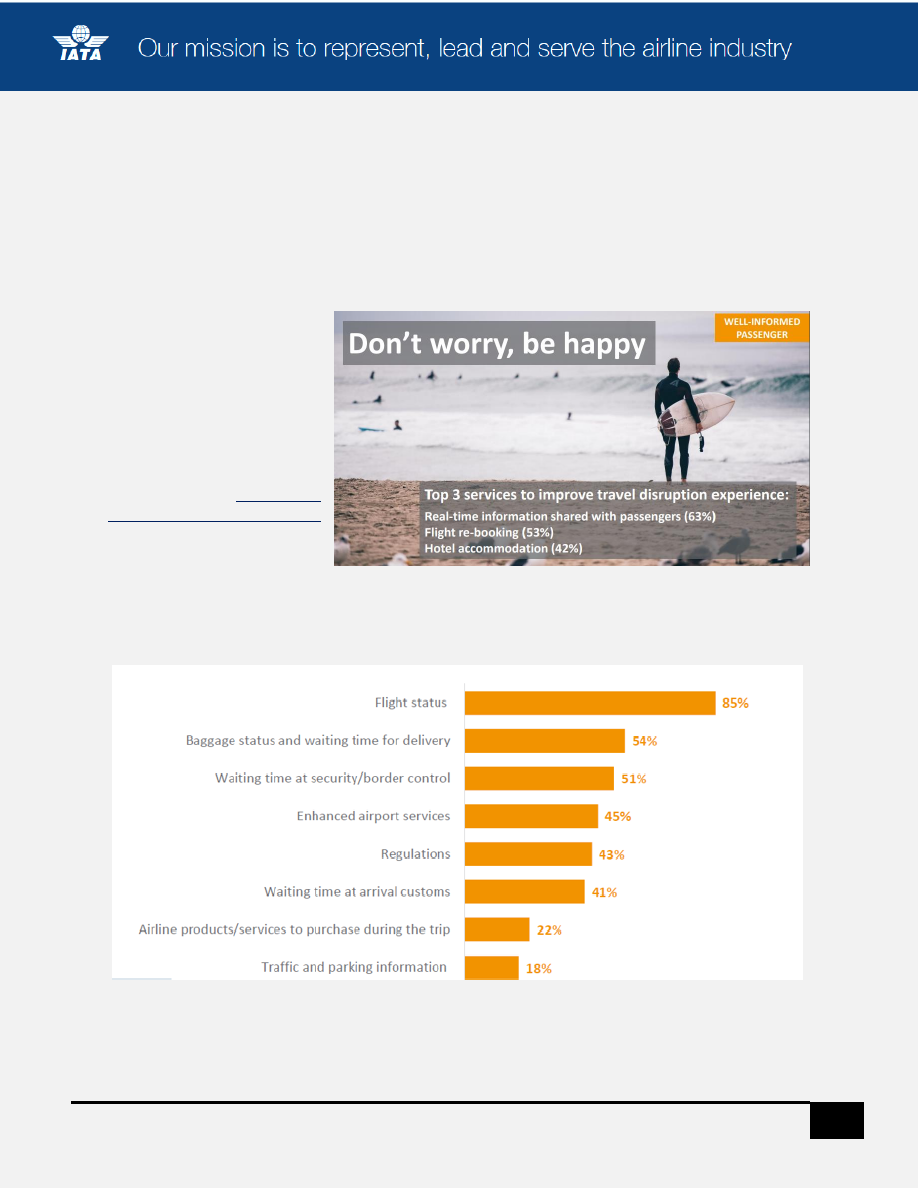 IATA
Our mission is to represent, lead and serve the airline industry
WELL-INFORMED
PASSENGER
Don't worry, be happy
Top 3 services to improve travel disruption experience:
Real-time information shared with passengers (63%)
Flight re-booking (53%)
Hotel accommodation (42%)
Flight status 85%
Baggage status and waiting time for delivery 54%
Waiting time at security/border control 51%
Enhanced airport services 45%
Regulations 43%
Waiting time at arrival customs 41%
Airline products/services to purchase during the trip 22%
Traffic and parking information 18%